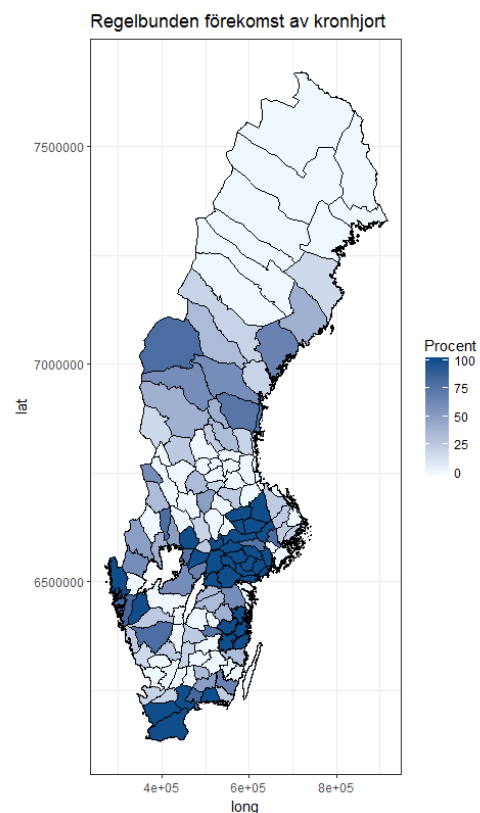 Regelbunden förekomst av kronhjort
7500000
7000000
6500000
lat
4e+05 6e+05 8e+05
long
Procent
100
75
50
25
0